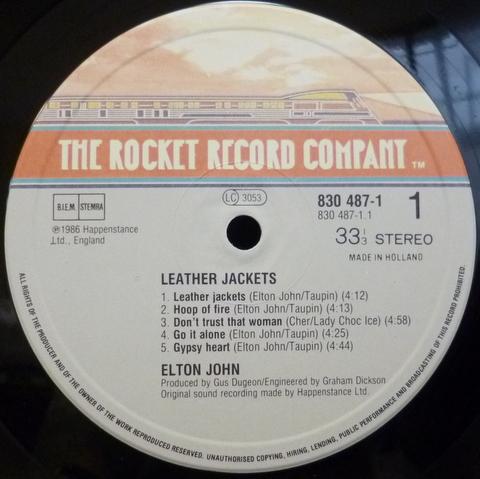 THE ROCKET RECORD COMPANY TM
B.I.E.M. STEMRA
LC 3053
830 487-1
830 487-1.1
1
℗1986 Happenstance
Ltd., England
33 1/3 STEREO
MADE IN HOLLAND
LEATHER JACKETS
1. Leather jackets (Elton John/Taupin) (4:12)
2. Hoop of fire (Elton John/Taupin) (4:13)
3. Don't trust that woman (Cher/Lady Choc Ice) (4:58)
4. Go it alone (Elton John/Taupin) (4:25)
5. Gypsy heart (Elton John/Taupin) (4:44)
ELTON JOHN
Produced by Gus Dugeon/Engineered by Graham Dickson
Original sound recording made by Happenstance Ltd.
ALL RIGHTS OF THE PRODUCER AND OF THE OWNER OF THE WORK REPRODUCED RESERVED. UNAUTHORISED COPYING, HIRING, LENDING, PUBLIC PERFORMANCE AND BROADCASTING OF THIS RECORD PROHIBITED.